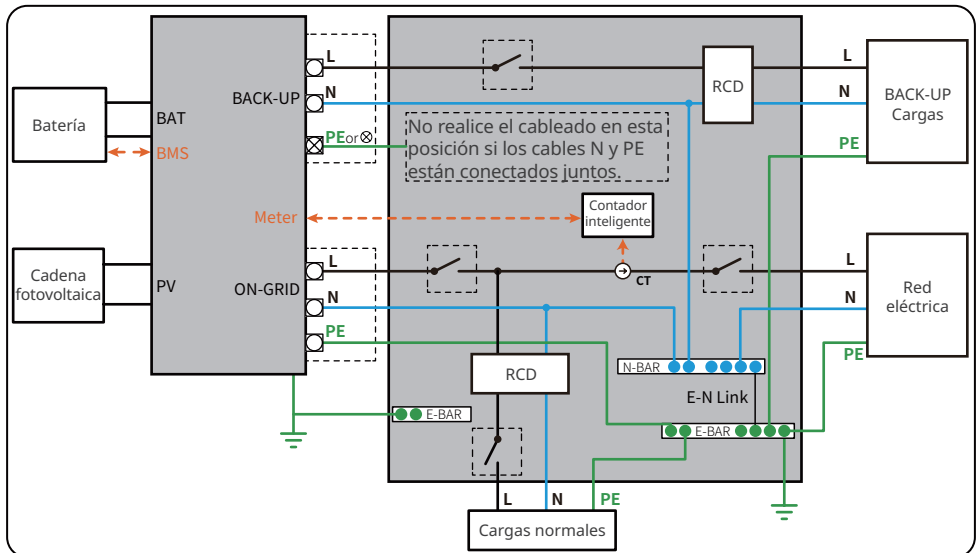 L
BACK-UP
N
PEor⊗
Batería
BAT
BMS
No realice el cableado en esta
posición si los cables N y PE
están conectados juntos.
RCD
L
N
PE
BACK-UP
Cargas
Meter
Contador
inteligente
Cadena
fotovoltaica
PV
L
ON-GRID
N
PE
CT
L
N
PE
Red
eléctrica
RCD
N-BAR
E-N Link
E-BAR
E-BAR
L
N
PE
Cargas normales